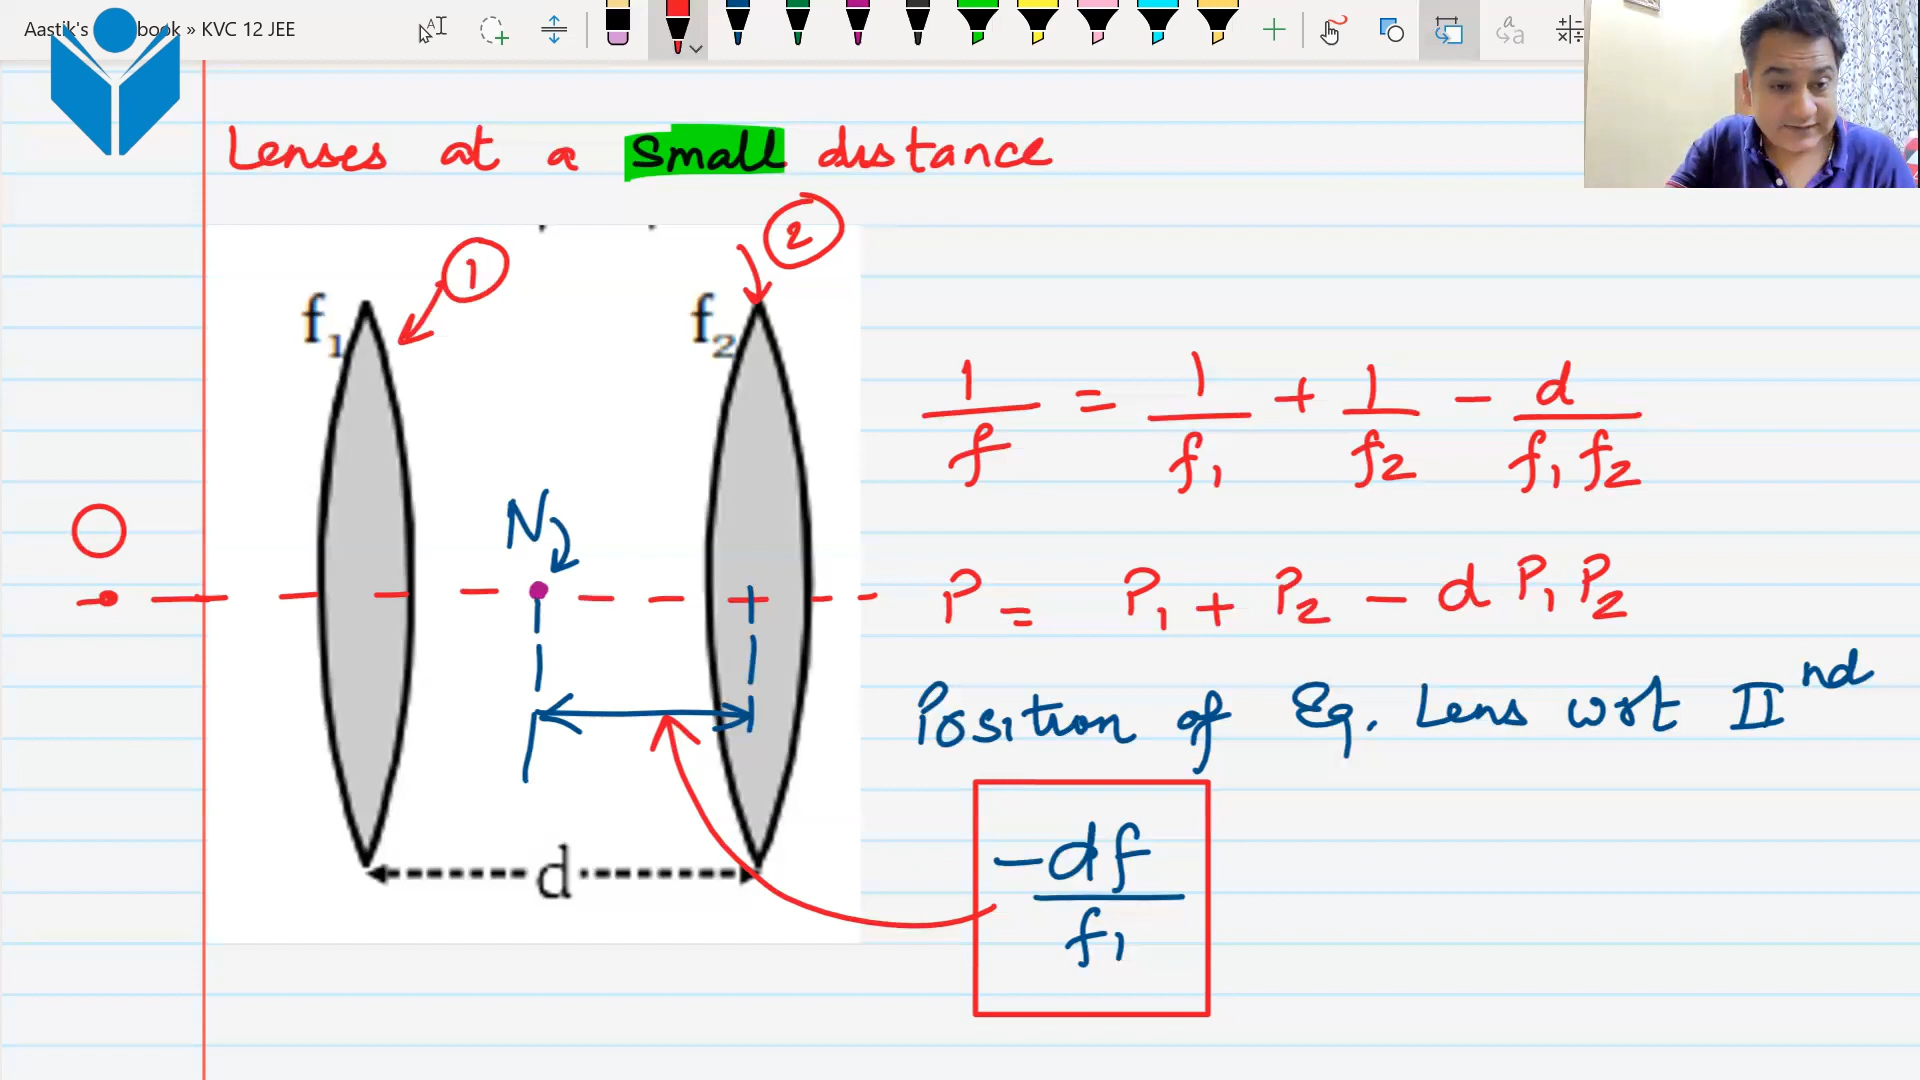 Aastik's book » KVC 12 JEE
Lenses at a Small distance
1
2
f₁
f₂
1/f = 1/f₁ + 1/f₂ - d/f₁f₂
N₂
O
P = P₁ + P₂ - d P₁P₂
Position of Eq. Lens wrt IInd
-df/f₁
d